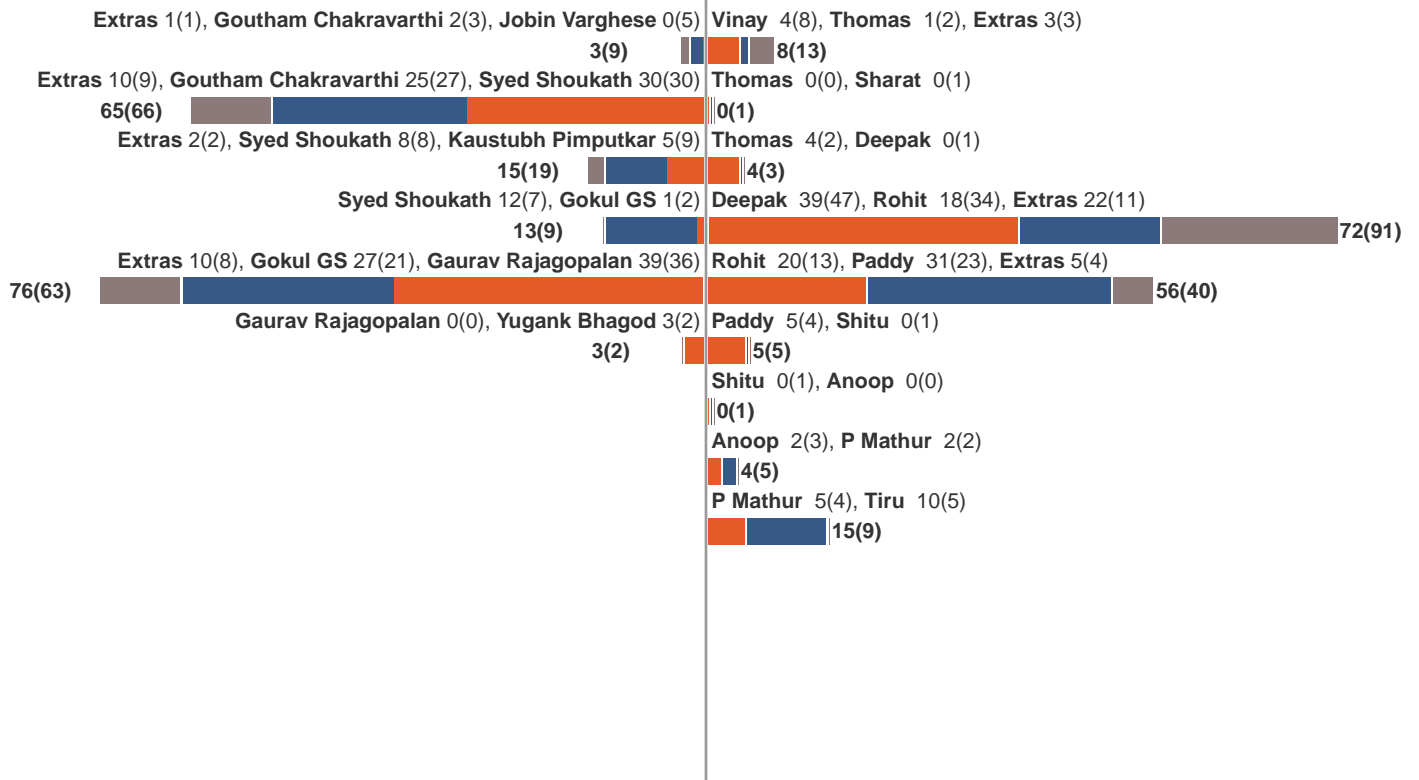 Extras 1(1), Goutham Chakravarthi 2(3), Jobin Varghese 0(5)
Vinay 4(8), Thomas 1(2), Extras 3(3)
3(9)
8(13)
Extras 10(9), Goutham Chakravarthi 25(27), Syed Shoukath 30(30)
Thomas 0(0), Sharat 0(1)
65(66)
0(1)
Extras 2(2), Syed Shoukath 8(8), Kaustubh Pimputkar 5(9)
Thomas 4(2), Deepak 0(1)
15(19)
4(3)
Syed Shoukath 12(7), Gokul GS 1(2)
Deepak 39(47), Rohit 18(34), Extras 22(11)
13(9)
72(91)
Extras 10(8), Gokul GS 27(21), Gaurav Rajagopalan 39(36)
Rohit 20(13), Paddy 31(23), Extras 5(4)
76(63)
56(40)
Gaurav Rajagopalan 0(0), Yugank Bhagod 3(2)
Paddy 5(4), Shitu 0(1)
3(2)
5(5)
Shitu 0(1), Anoop 0(0)
0(1)
Anoop 2(3), P Mathur 2(2)
4(5)
P Mathur 5(4), Tiru 10(5)
15(9)